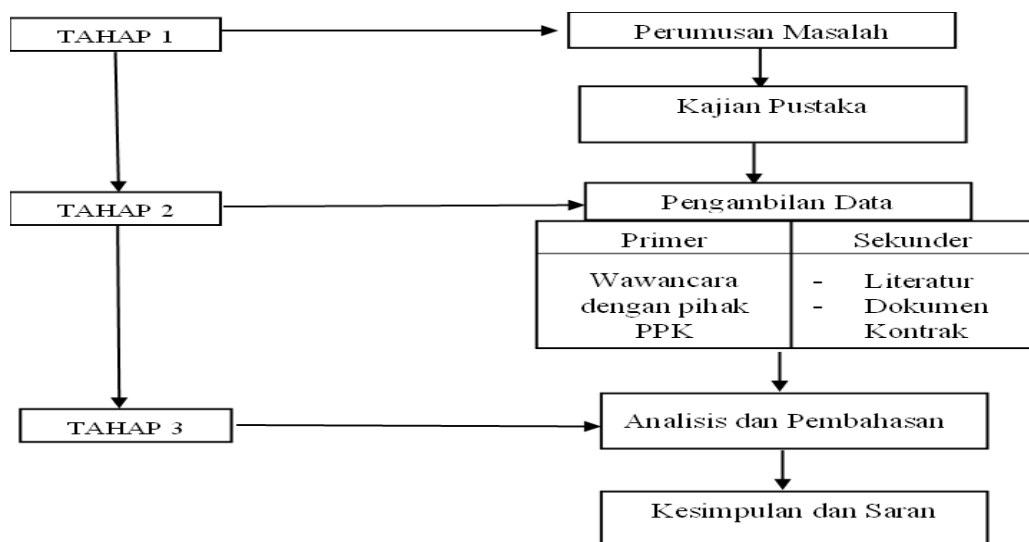 TAHAP 1
Perumusan Masalah
Kajian Pustaka
TAHAP 2
Pengambilan Data
Primer
Sekunder
Wawancara
dengan pihak
PPK
- Literatur
- Dokumen
Kontrak
TAHAP 3
Analisis dan Pembahasan
Kesimpulan dan Saran